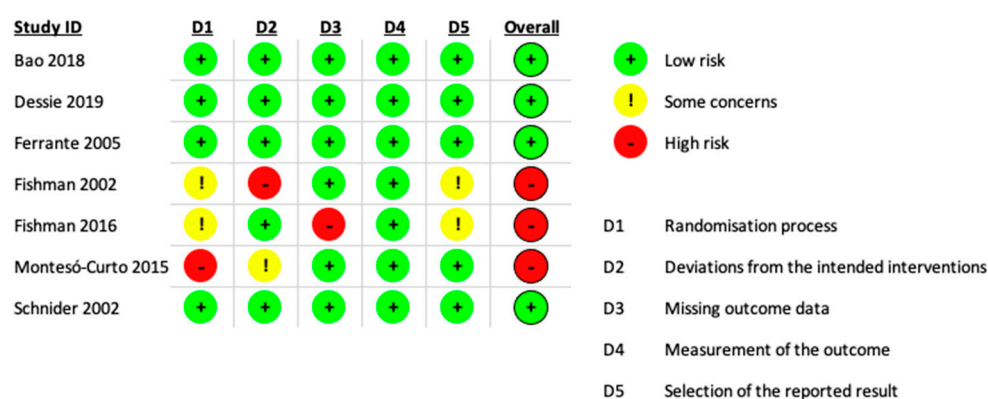 Study ID D1 D2 D3 D4 D5 Overall
Bao 2018 + + + + + +
Dessie 2019 + + + + + +
Ferrante 2005 + + + + + +
Fishman 2002 ! - + + ! -
Fishman 2016 ! + - + ! -
Montesó-Curto 2015 - ! + + + -
Schnider 2002 + + + + + +
+ Low risk
! Some concerns
- High risk
D1 Randomisation process
D2 Deviations from the intended interventions
D3 Missing outcome data
D4 Measurement of the outcome
D5 Selection of the reported result